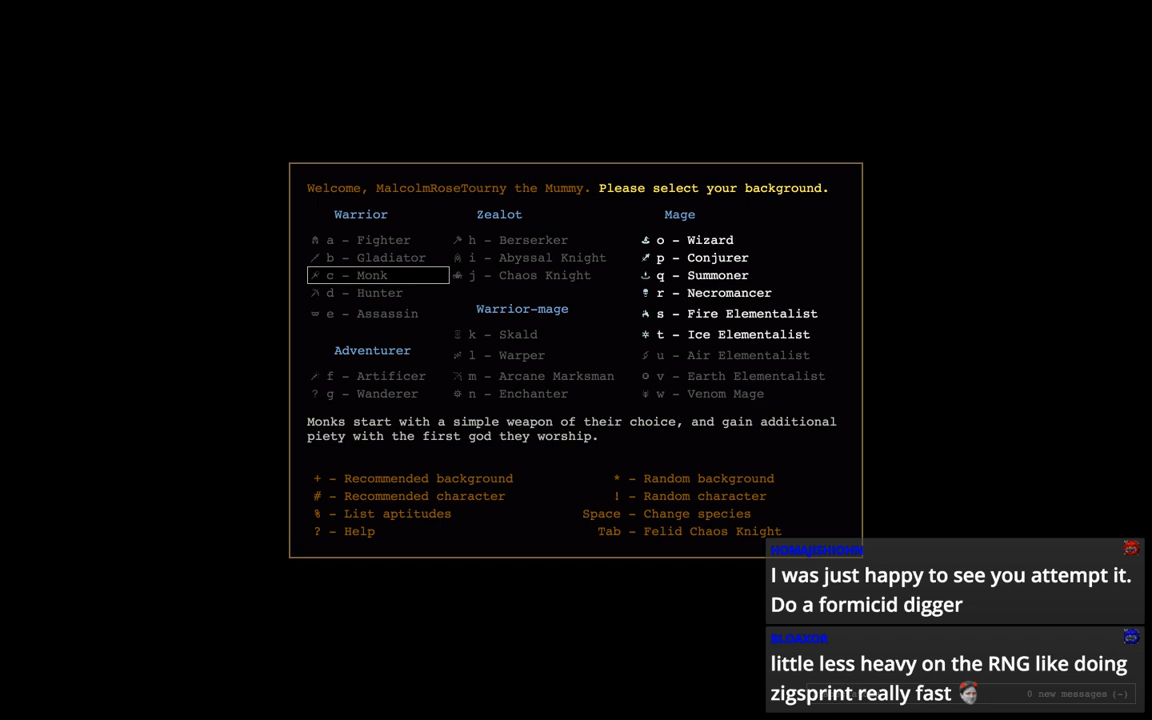 Welcome, MalcolmRoseTourny the Mummy. Please select your background.
Warrior
a - Fighter
b - Gladiator
c - Monk
d - Hunter
e - Assassin
Adventurer
f - Artificer
g - Wanderer
Zealot
h - Berserker
i - Abyssal Knight
j - Chaos Knight
Warrior-mage
k - Skald
l - Warper
m - Arcane Marksman
n - Enchanter
Mage
o - Wizard
p - Conjurer
q - Summoner
r - Necromancer
s - Fire Elementalist
t - Ice Elementalist
u - Air Elementalist
v - Earth Elementalist
w - Venom Mage
Monks start with a simple weapon of their choice, and gain additional
piety with the first god they worship.
+ - Recommended background
# - Recommended character
% - List aptitudes
? - Help
* - Random background
! - Random character
Space - Change species
Tab - Felid Chaos Knight
HOMAJISHIOHN
I was just happy to see you attempt it.
Do a formicid digger
BLOAXOR
little less heavy on the RNG like doing
zigsprint really fast
0 new messages (-)